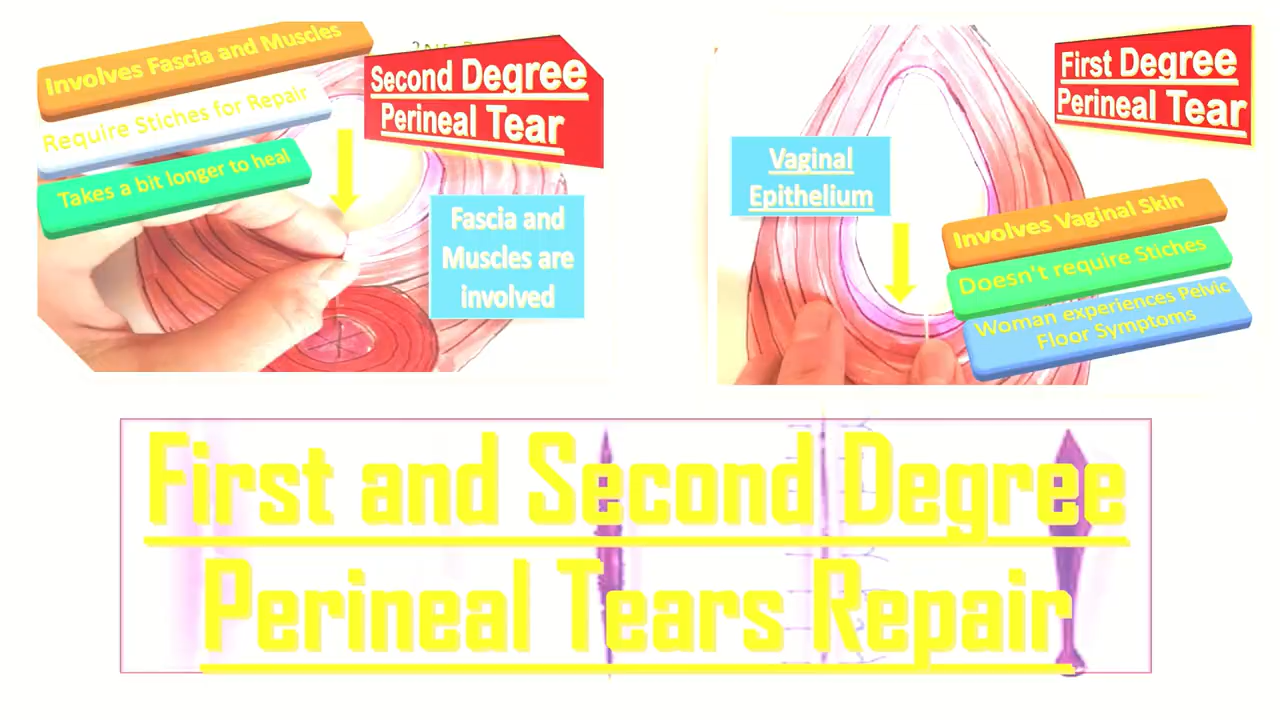 Involves Fascia and Muscles
Require Stiches for Repair
Takes a bit longer to heal
Second Degree
Perineal Tear
Fascia and
Muscles are
involved
First Degree
Perineal Tear
Vaginal
Epithelium
Involves Vaginal Skin
Doesn't require Stiches
Woman experiences Pelvic
Floor Symptoms
First and Second Degree
Perineal Tears Repair